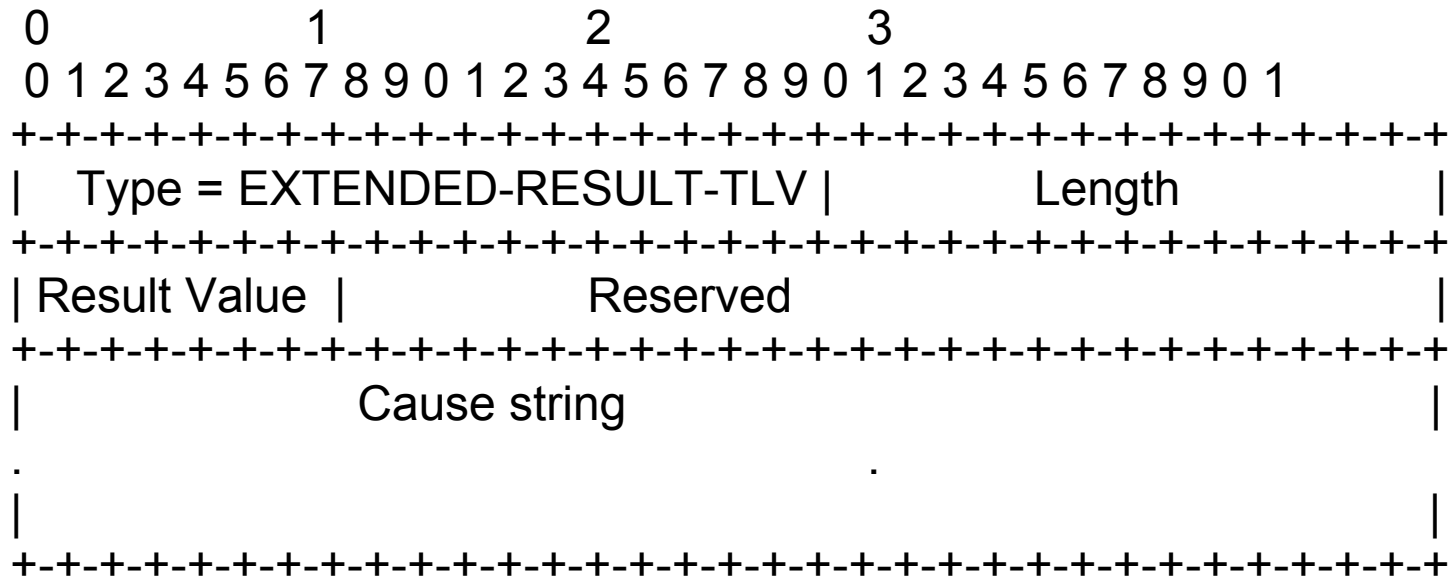 0 1 2 3
0 1 2 3 4 5 6 7 8 9 0 1 2 3 4 5 6 7 8 9 0 1 2 3 4 5 6 7 8 9 0 1
+-+-+-+-+-+-+-+-+-+-+-+-+-+-+-+-+-+-+-+-+-+-+-+-+-+-+-+-+-+-+-+-+
| Type = EXTENDED-RESULT-TLV | Length |
+-+-+-+-+-+-+-+-+-+-+-+-+-+-+-+-+-+-+-+-+-+-+-+-+-+-+-+-+-+-+-+-+
| Result Value | Reserved |
+-+-+-+-+-+-+-+-+-+-+-+-+-+-+-+-+-+-+-+-+-+-+-+-+-+-+-+-+-+-+-+-+
| Cause string |
. .
| |
+-+-+-+-+-+-+-+-+-+-+-+-+-+-+-+-+-+-+-+-+-+-+-+-+-+-+-+-+-+-+-+-+